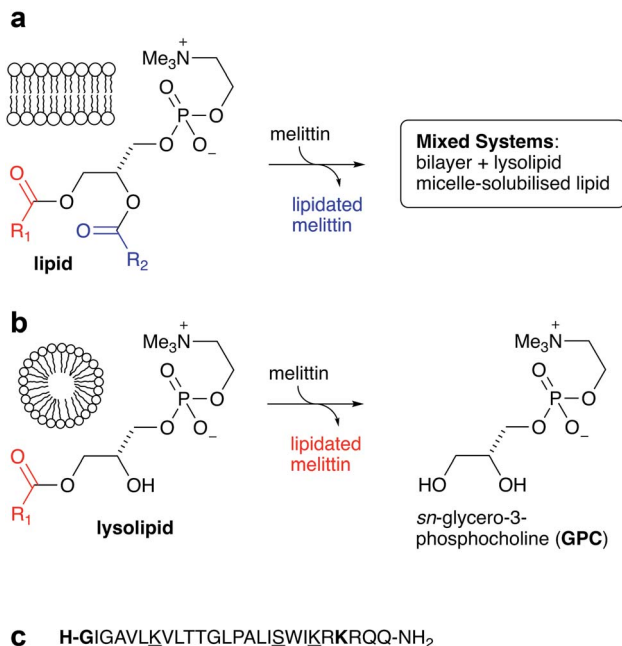 a
Me3N
+
O
P
O
O
O−
O
O
O
O
R1
R2
lipid
melittin
lipidated
melittin
Mixed Systems:
bilayer + lysolipid
micelle-solubilised lipid
b
Me3N
+
O
P
O
O
O−
O
O
R1
OH
lysolipid
melittin
lipidated
melittin
Me3N
+
O
P
O
O
O−
HO
OH
sn-glycero-3-
phosphocholine (GPC)
c H-GIGAVLKVLTTGLPALISWIKRKRQQ-NH2